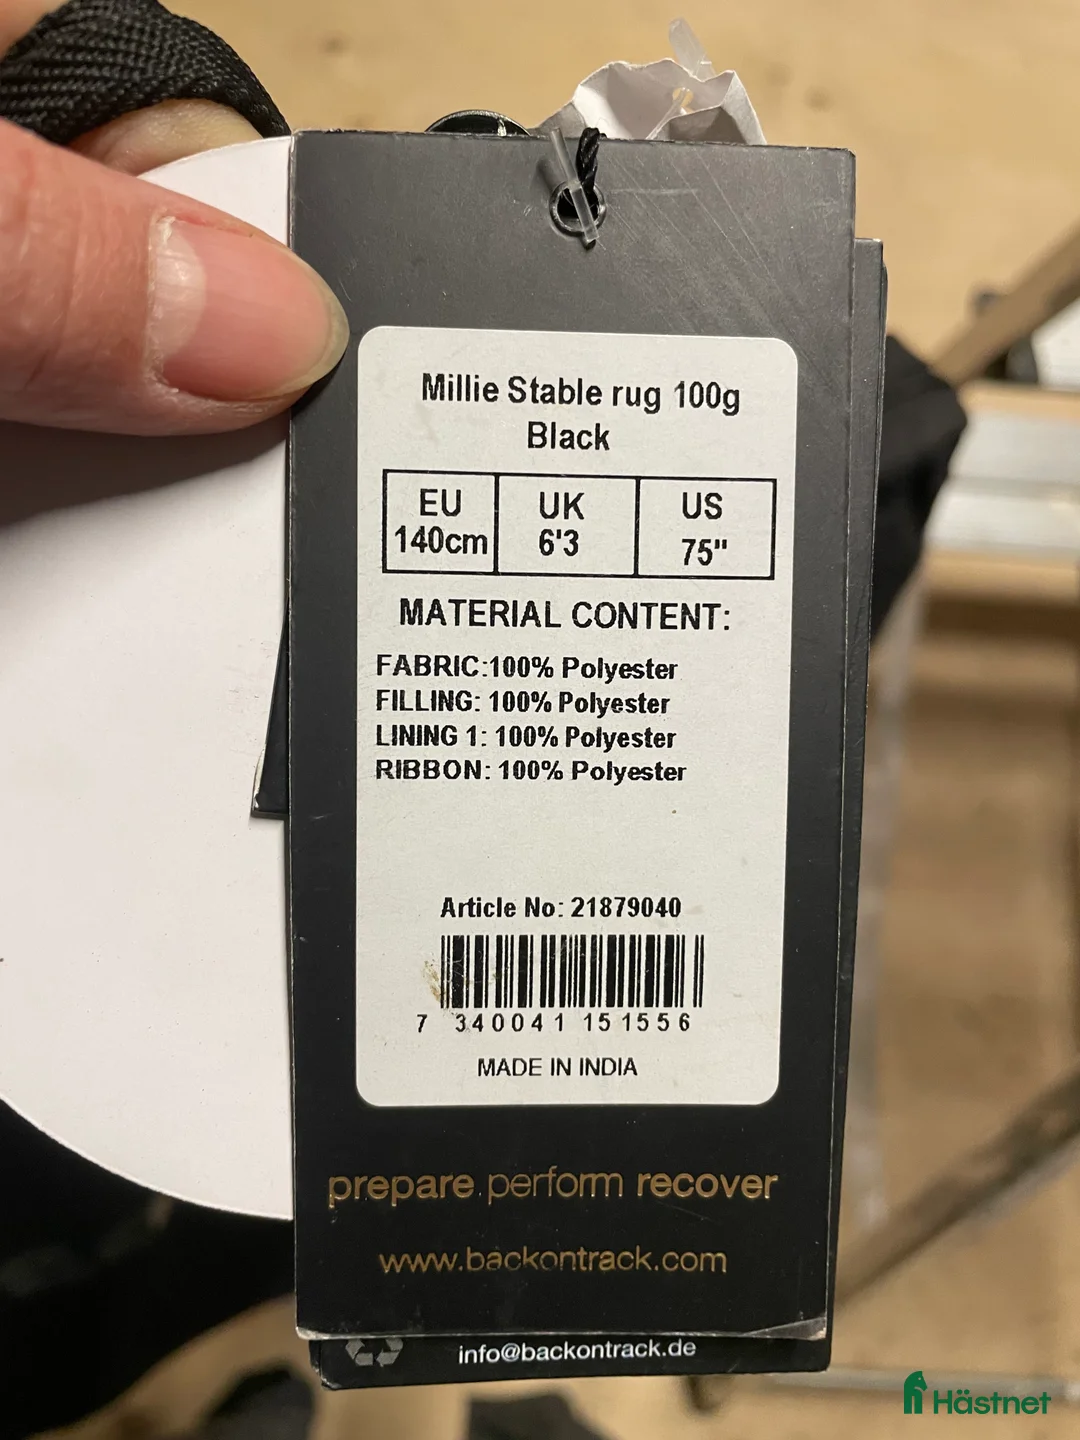 Millie Stable rug 100g
Black
EU UK US
140cm 6'3 75"
MATERIAL CONTENT:
FABRIC:100% Polyester
FILLING: 100% Polyester
LINING 1: 100% Polyester
RIBBON: 100% Polyester
Article No: 21879040
7 340041 151556
MADE IN INDIA
prepare perform recover
www.backontrack.com
info@backontrack.de
Hästnet